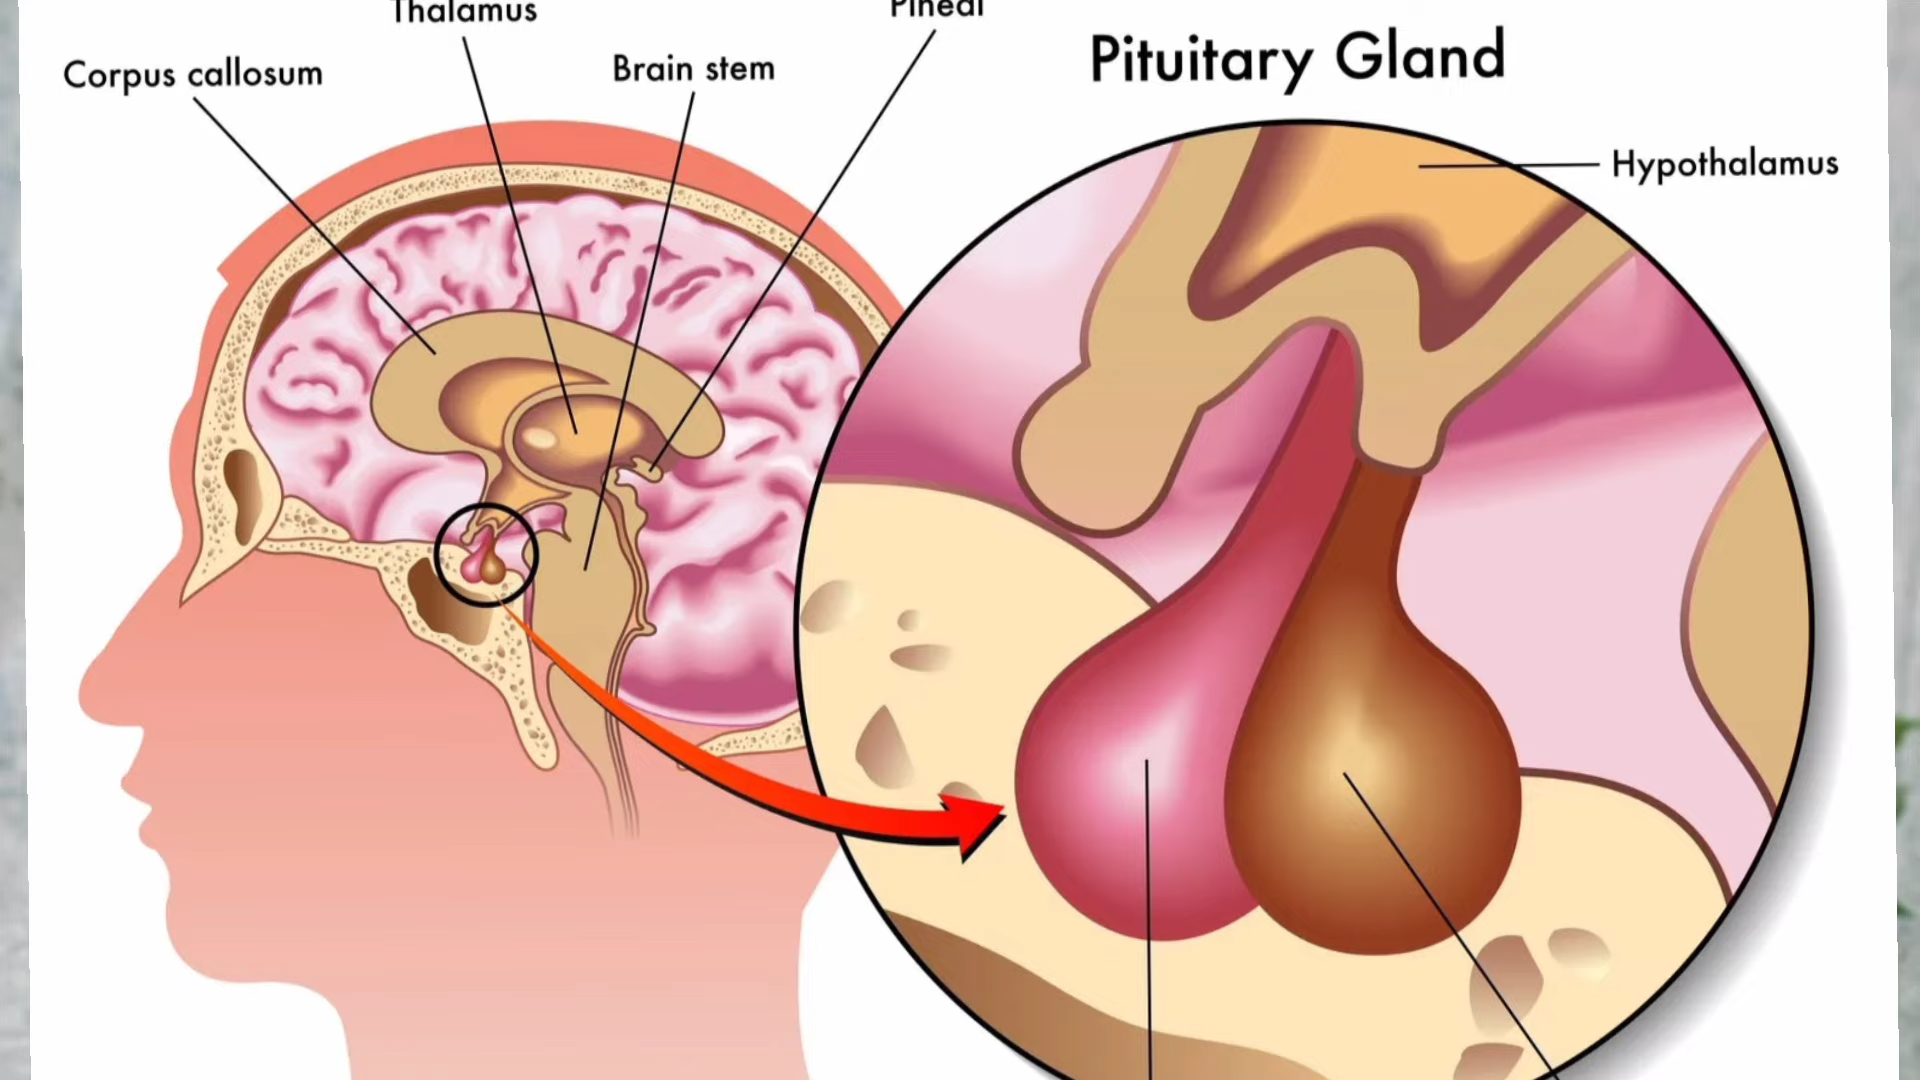 Thalamus
Pineal
Corpus callosum
Brain stem
Pituitary Gland
Hypothalamus